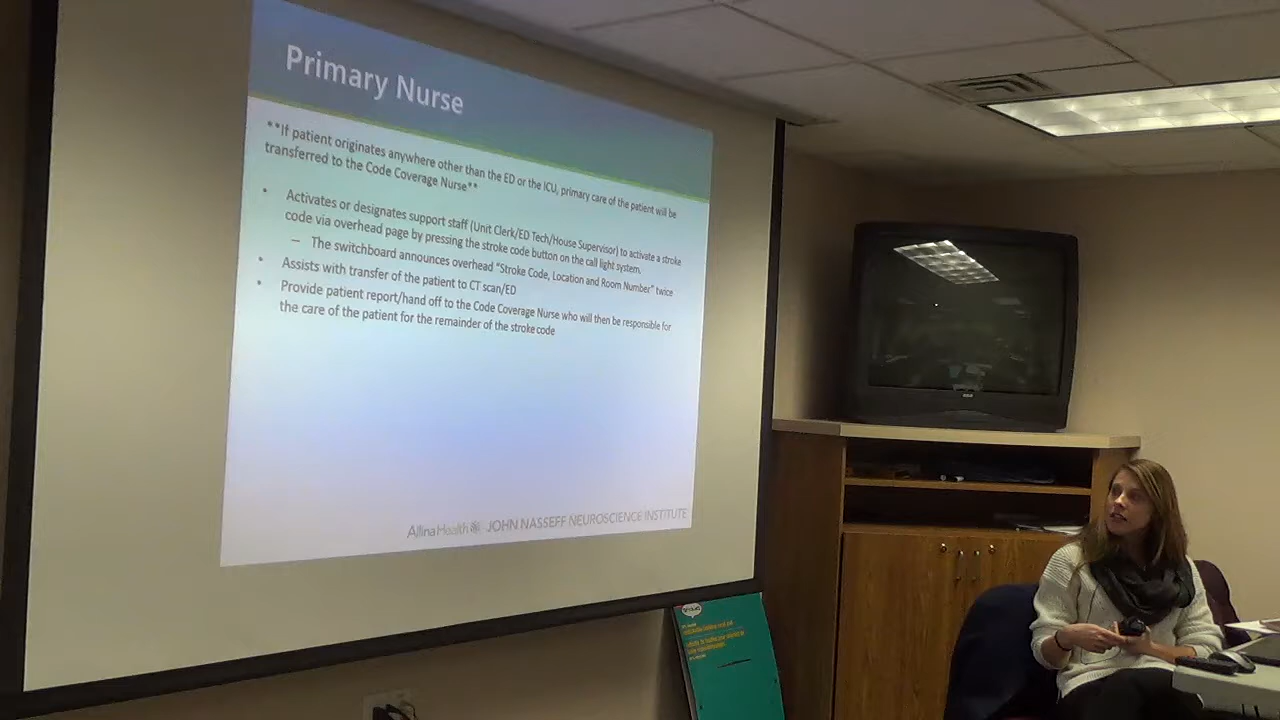 Primary Nurse
**If patient originates anywhere other than the ED or the ICU, primary care of the patient will be
transferred to the Code Coverage Nurse**
• Activates or designates support staff (Unit Clerk/ED Tech/House Supervisor) to activate a stroke
code via overhead page by pressing the stroke code button on the call light system.
– The switchboard announces overhead "Stroke Code, Location and Room Number" twice
• Assists with transfer of the patient to CT scan/ED
• Provide patient report/hand off to the Code Coverage Nurse who will then be responsible for
the care of the patient for the remainder of the stroke code
AllinaHealth JOHN NASSEFF NEUROSCIENCE INSTITUTE